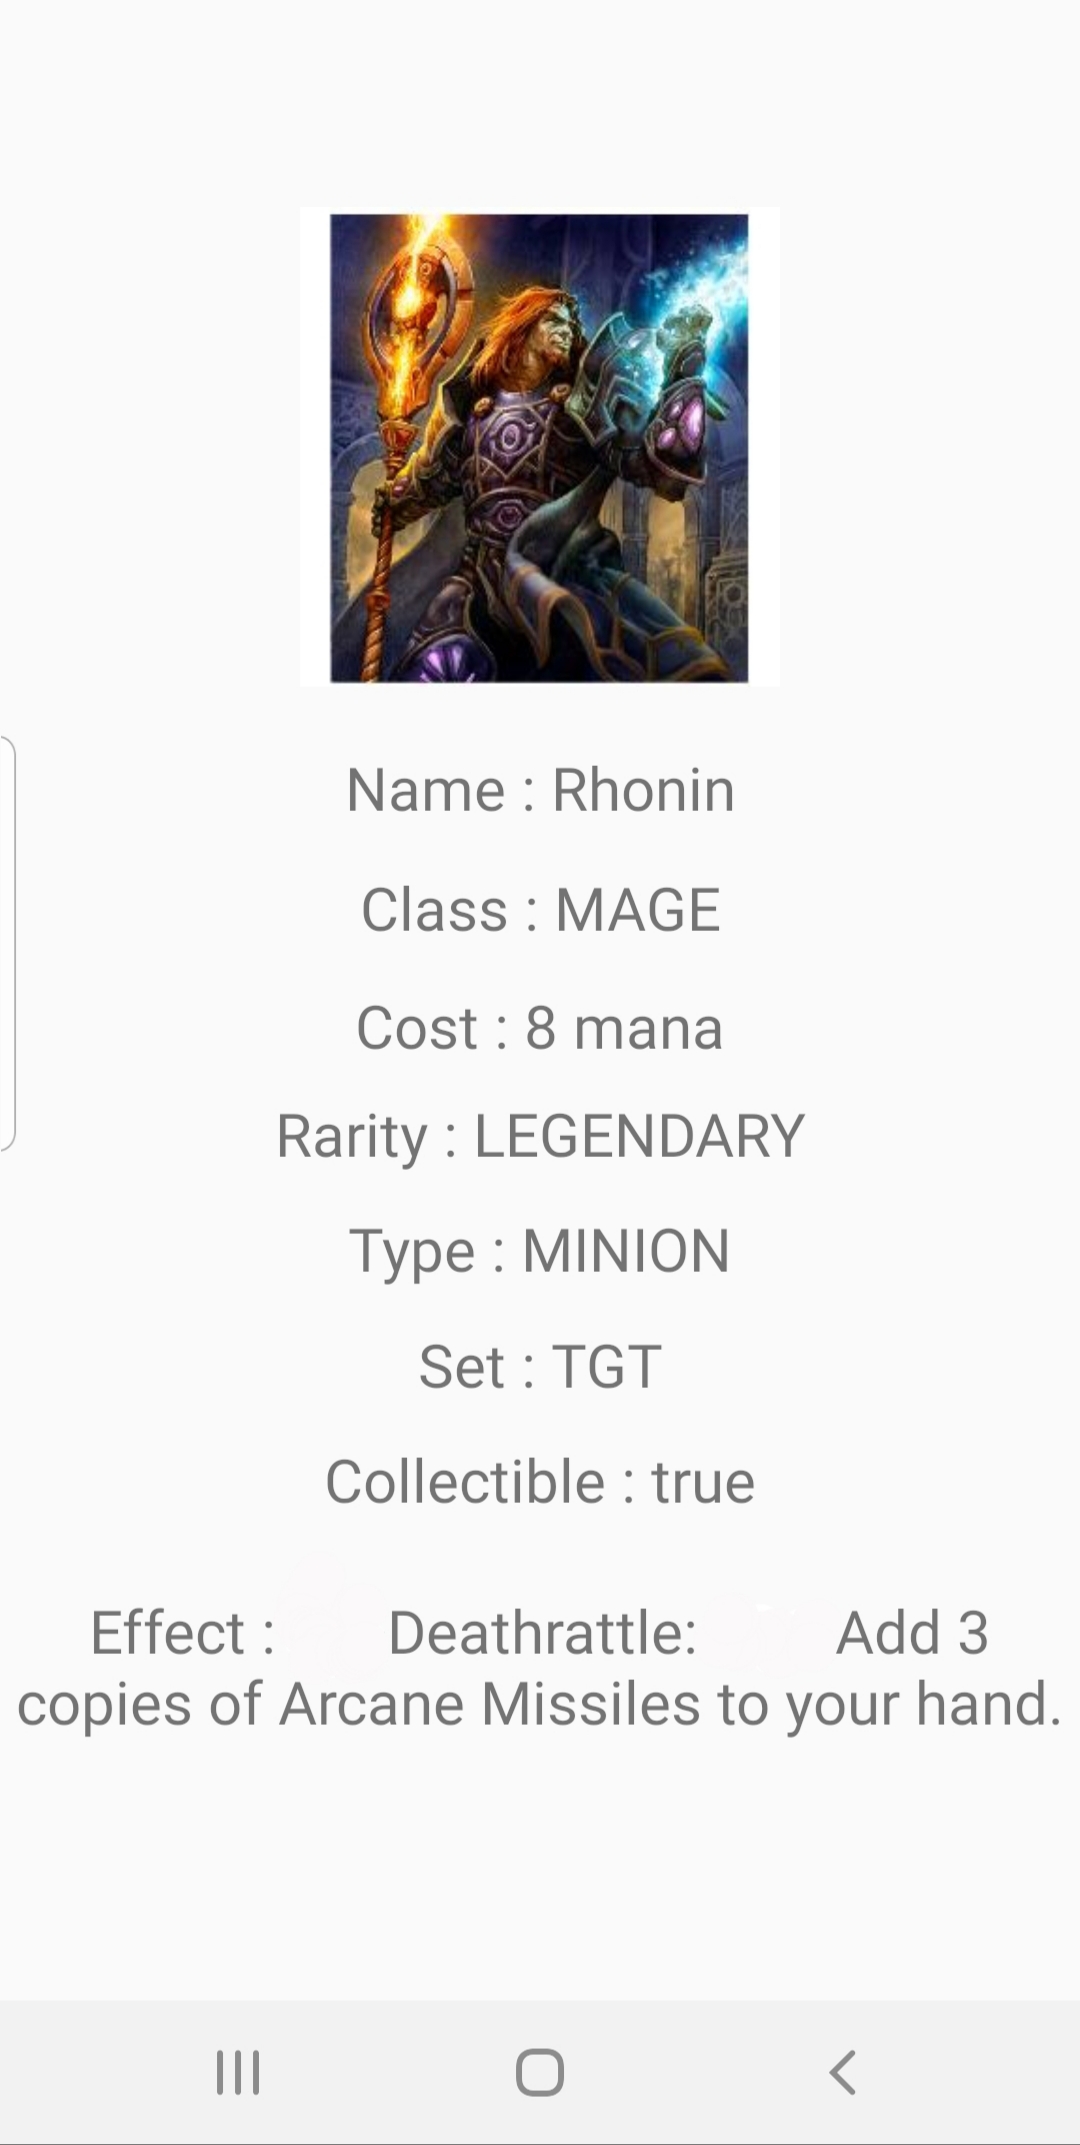 Name : Rhonin
Class : MAGE
Cost : 8 mana
Rarity : LEGENDARY
Type : MINION
Set : TGT
Collectible : true
Effect : Deathrattle: Add 3
copies of Arcane Missiles to your hand.